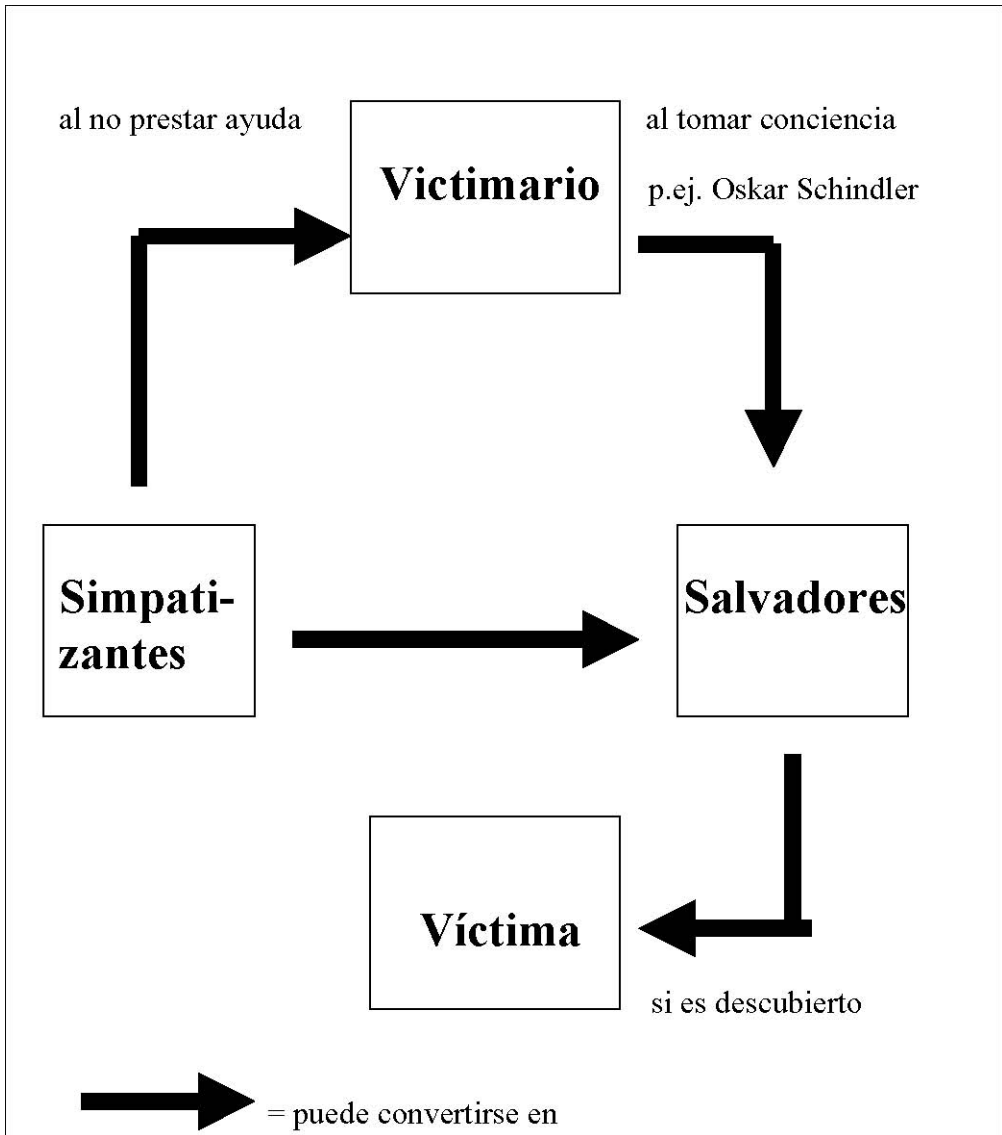 al no prestar ayuda
Victimario
al tomar conciencia
p.ej. Oskar Schindler
Simpati-
zantes
Salvadores
Víctima
si es descubierto
= puede convertirse en